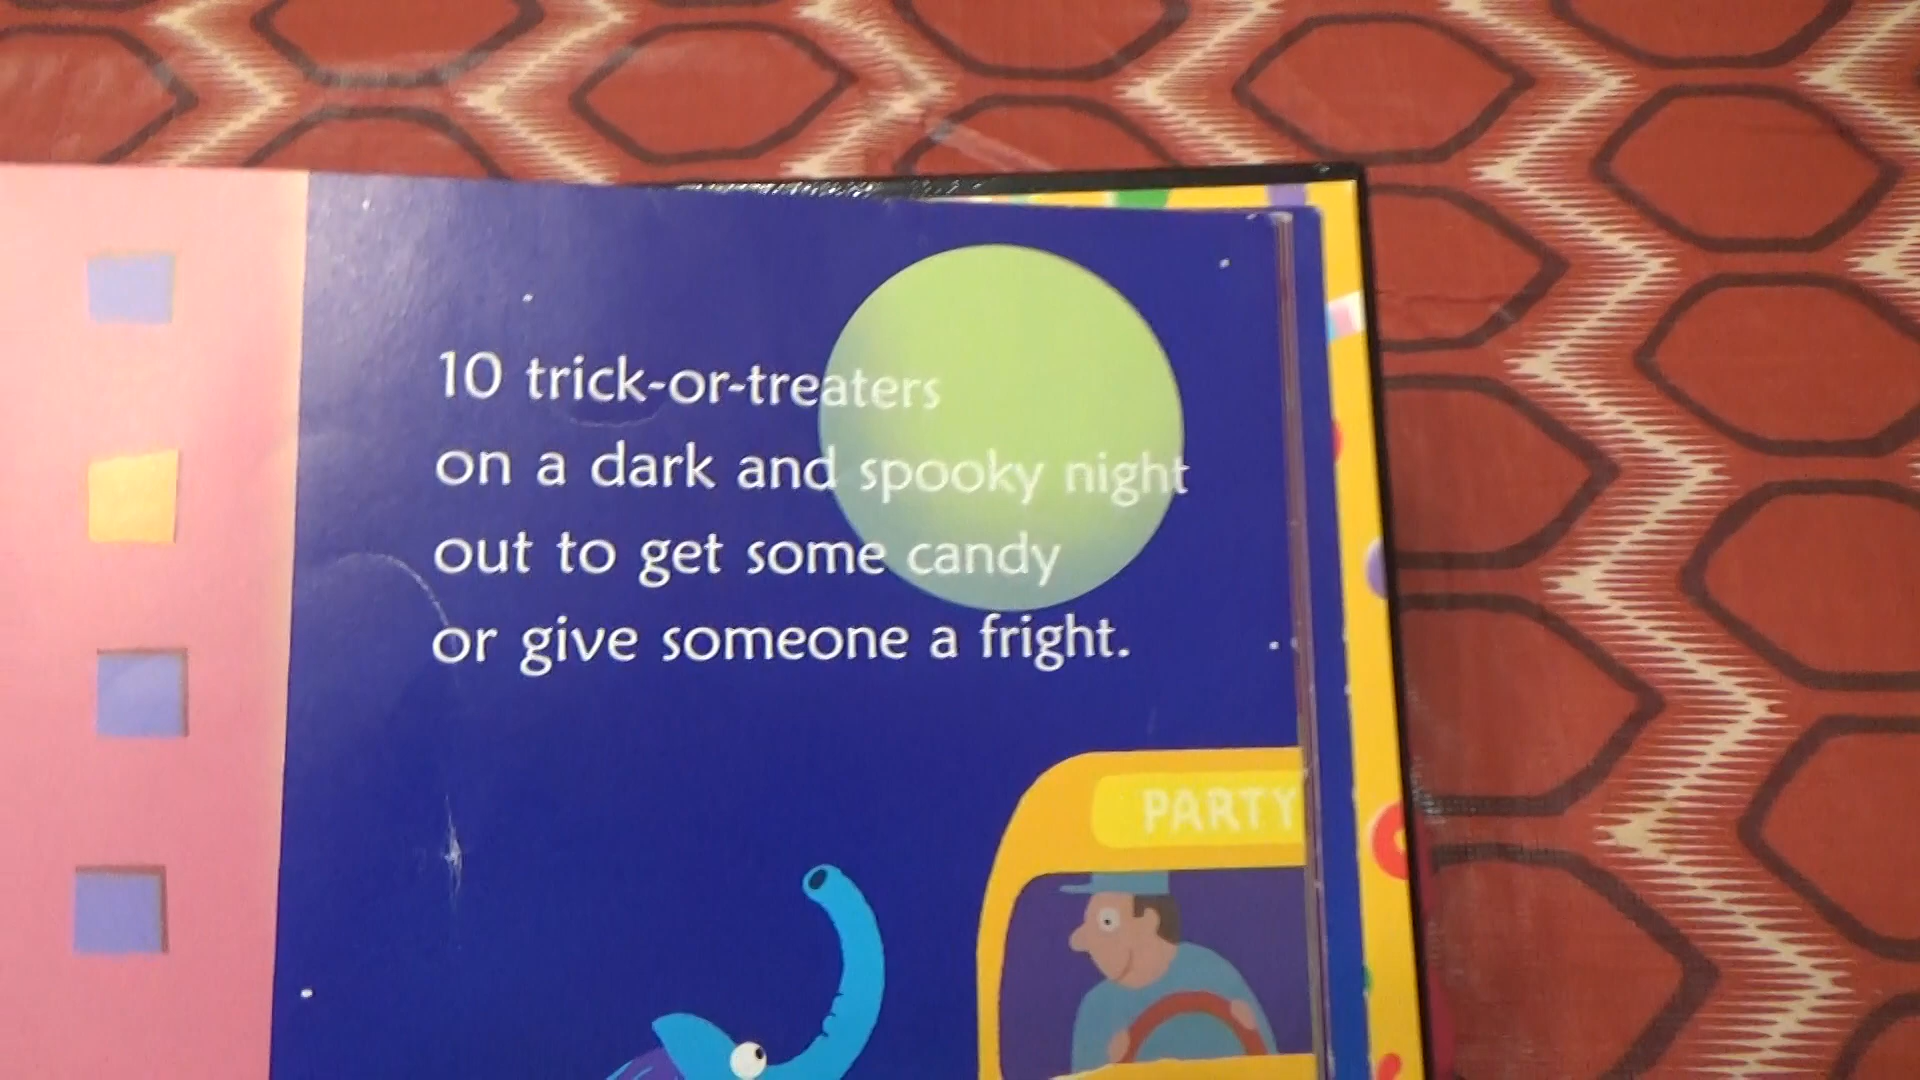 10 trick-or-treaters
on a dark and spooky night
out to get some candy
or give someone a fright.
PARTY